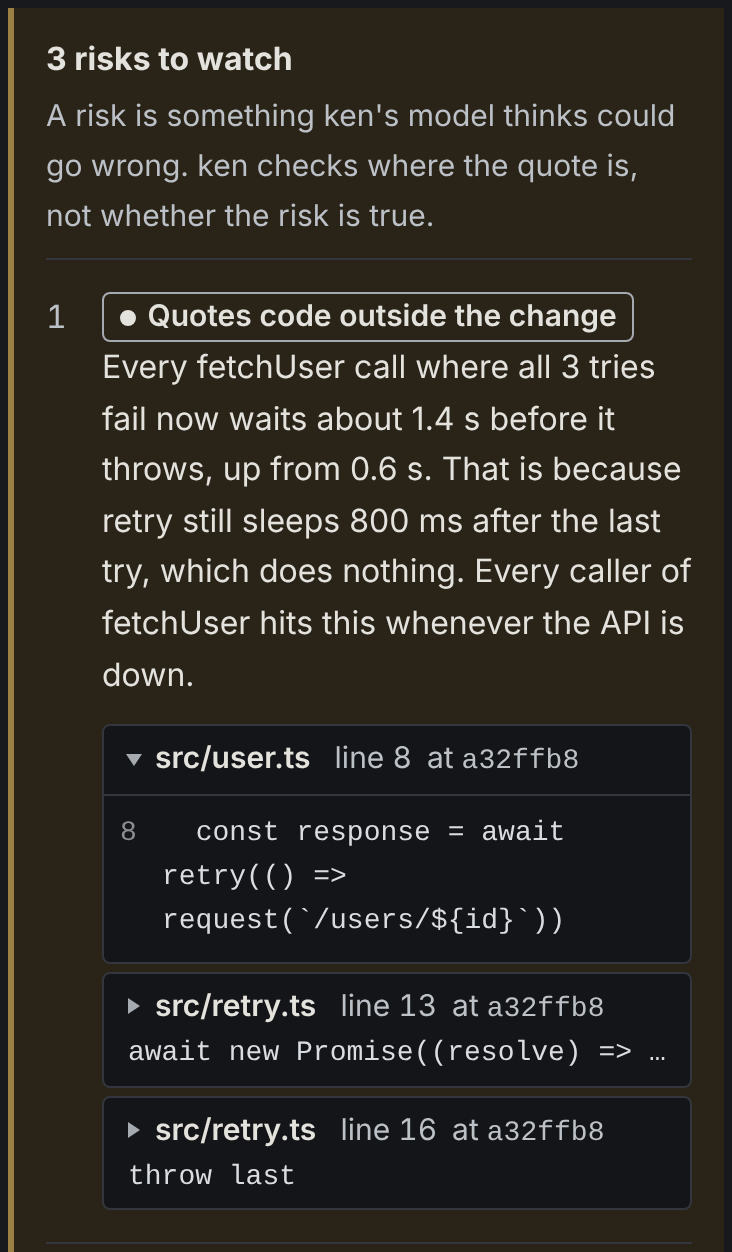 3 risks to watch
A risk is something ken's model thinks could
go wrong. ken checks where the quote is,
not whether the risk is true.
1 Quotes code outside the change
Every fetchUser call where all 3 tries
fail now waits about 1.4 s before it
throws, up from 0.6 s. That is because
retry still sleeps 800 ms after the last
try, which does nothing. Every caller of
fetchUser hits this whenever the API is
down.
src/user.ts line 8 at a32ffb8
8 const response = await
retry(() =>
request(`/users/${id}`))
src/retry.ts line 13 at a32ffb8
await new Promise((resolve) => …
src/retry.ts line 16 at a32ffb8
throw last